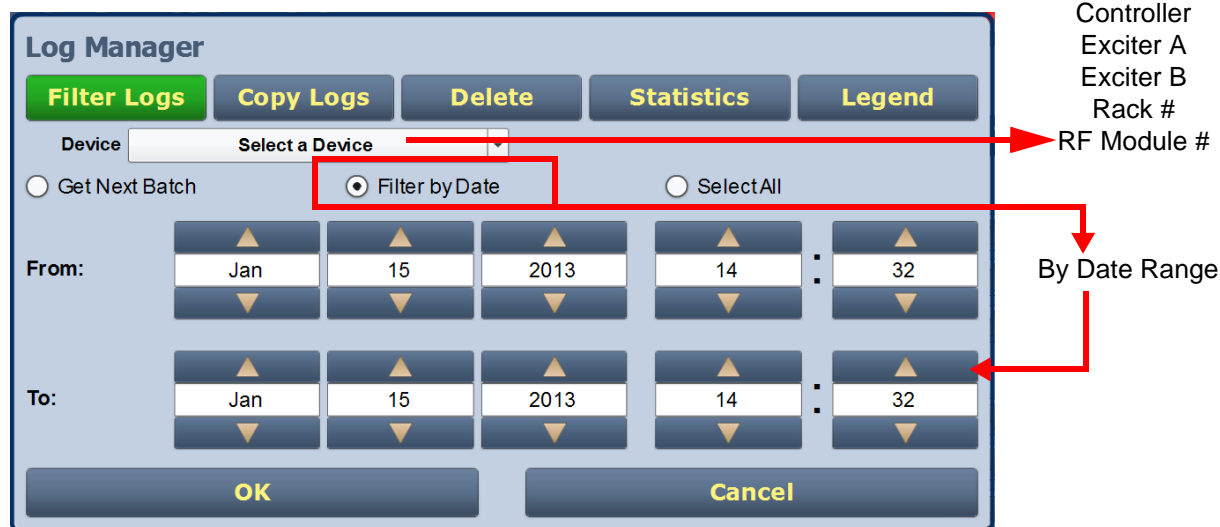 Controller
Exciter A
Exciter B
Rack #
RF Module #
Log Manager
Filter Logs Copy Logs Delete Statistics Legend
Device Select a Device
Get Next Batch Filter by Date Select All
From: Jan 15 2013 14 : 32
By Date Range
To: Jan 15 2013 14 : 32
OK Cancel